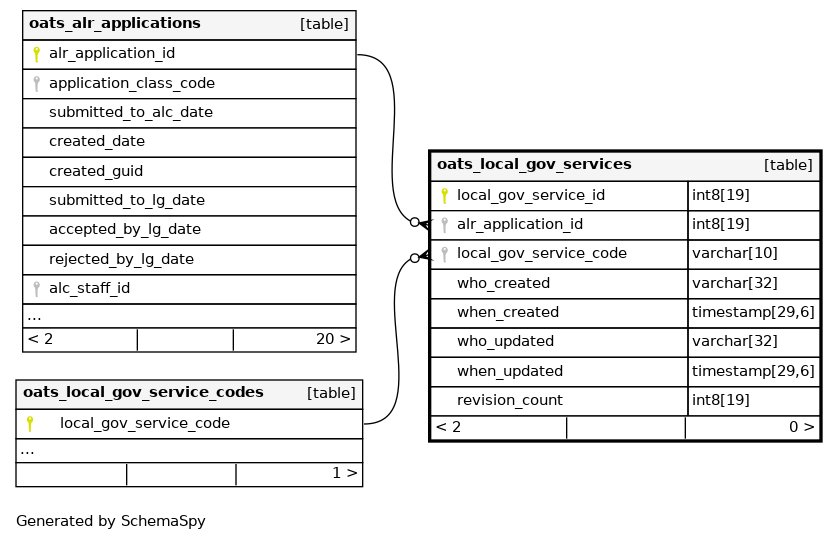 oats_alr_applications [table]
alr_application_id
application_class_code
submitted_to_alc_date
created_date
created_guid
submitted_to_lg_date
accepted_by_lg_date
rejected_by_lg_date
alc_staff_id
...
< 2 20 >
oats_local_gov_service_codes [table]
local_gov_service_code
...
1 >
oats_local_gov_services [table]
local_gov_service_id int8[19]
alr_application_id int8[19]
local_gov_service_code varchar[10]
who_created varchar[32]
when_created timestamp[29,6]
who_updated varchar[32]
when_updated timestamp[29,6]
revision_count int8[19]
< 2 0 >
Generated by SchemaSpy